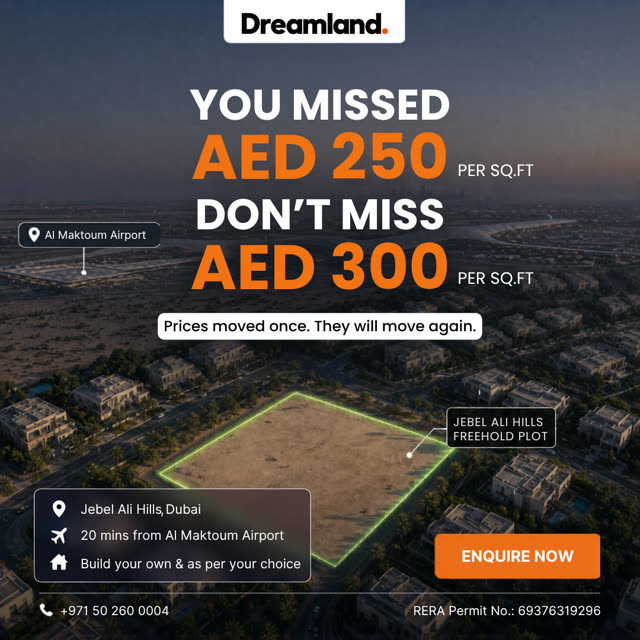 Dreamland.
YOU MISSED
AED 250 PER SQ.FT
DON'T MISS
AED 300 PER SQ.FT
Al Maktoum Airport
Prices moved once. They will move again.
JEBEL ALI HILLS
FREEHOLD PLOT
Jebel Ali Hills, Dubai
20 mins from Al Maktoum Airport
Build your own & as per your choice
ENQUIRE NOW
+971 50 260 0004
RERA Permit No.: 69376319296